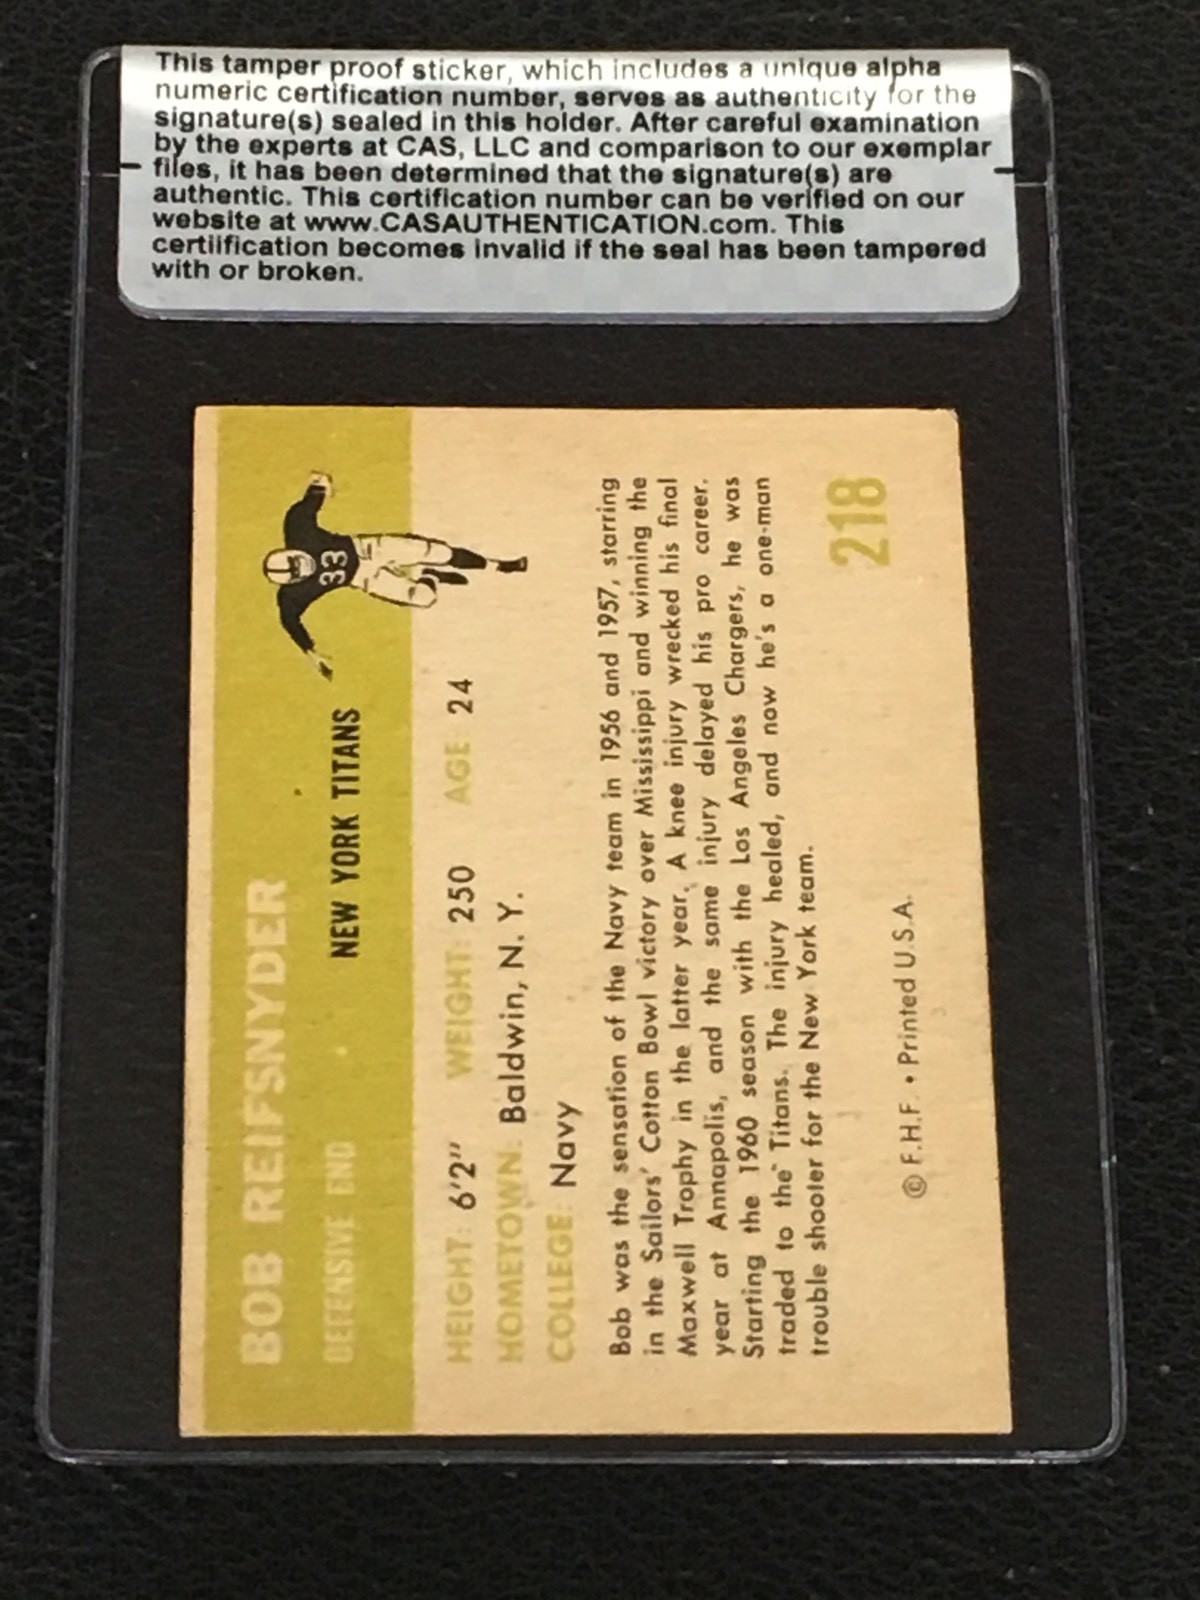 This tamper proof sticker, which includes a unique alpha
numeric certification number, serves as authenticity for the
signature(s) sealed in this holder. After careful examination
by the experts at CAS, LLC and comparison to our exemplar
files, it has been determined that the signature(s) are
authentic. This certification number can be verified on our
website at www.CASAUTHENTICATION.com. This
certiification becomes invalid if the seal has been tampered
with or broken.
BOB REIFSNYDER
DEFENSIVE END NEW YORK TITANS
33
HEIGHT: 6'2" WEIGHT: 250 AGE: 24
HOMETOWN: Baldwin, N. Y.
COLLEGE: Navy
Bob was the sensation of the Navy team in 1956 and 1957, starring
in the Sailors' Cotton Bowl victory over Mississippi and winning the
Maxwell Trophy in the latter year. A knee injury wrecked his final
year at Annapolis, and the same injury delayed his pro career.
Starting the 1960 season with the Los Angeles Chargers, he was
traded to the Titans. The injury healed, and now he's a one-man
trouble shooter for the New York team.
218
© F.H.F. • Printed U.S.A.